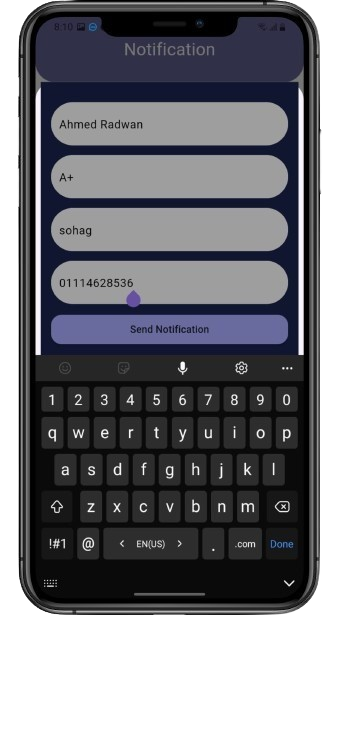 8:10
Notification
Ahmed Radwan
A+
sohag
01114628536
Send Notification
1 2 3 4 5 6 7 8 9 0
q w e r t y u i o p
a s d f g h j k l
z x c v b n m
!#1 @ < EN(US) > . .com Done